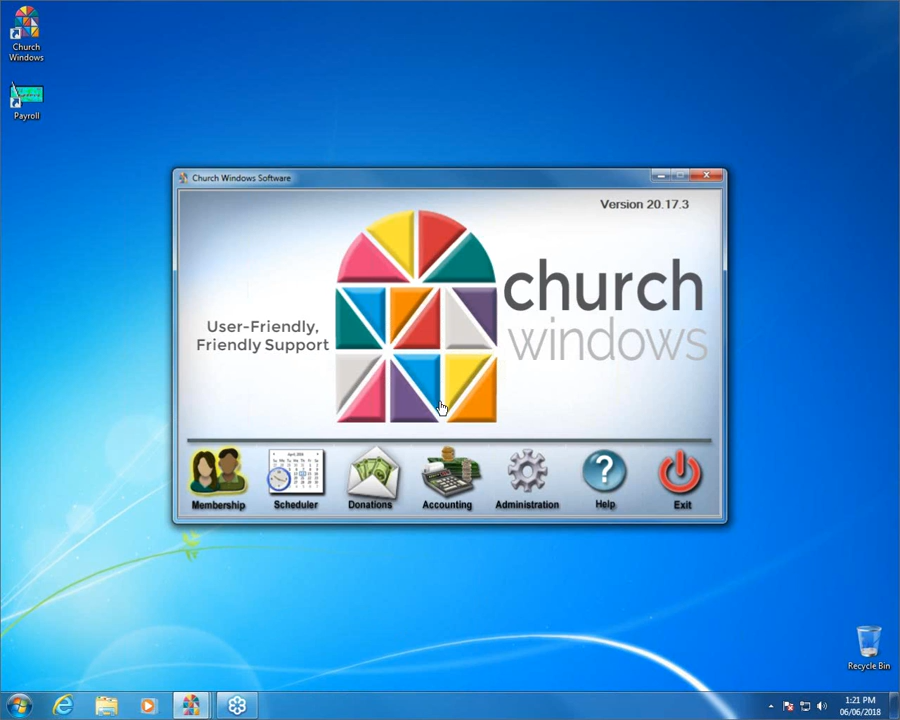 Church
Windows
Payroll
Church Windows Software
Version 20.17.3
User-Friendly,
Friendly Support
church
windows
Membership
Scheduler
Donations
Accounting
Administration
Help
Exit
Recycle Bin
1:21 PM
06/06/2018